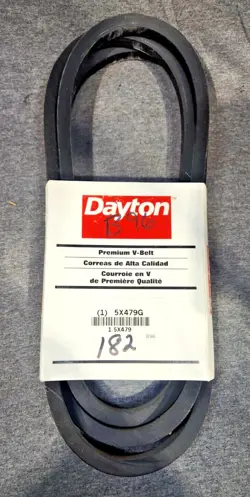 Dayton
Premium V-Belt
Correas de Alta Calidad
Courroie en V
de Première Qualité
(1) 5X479G
1 5X479
182